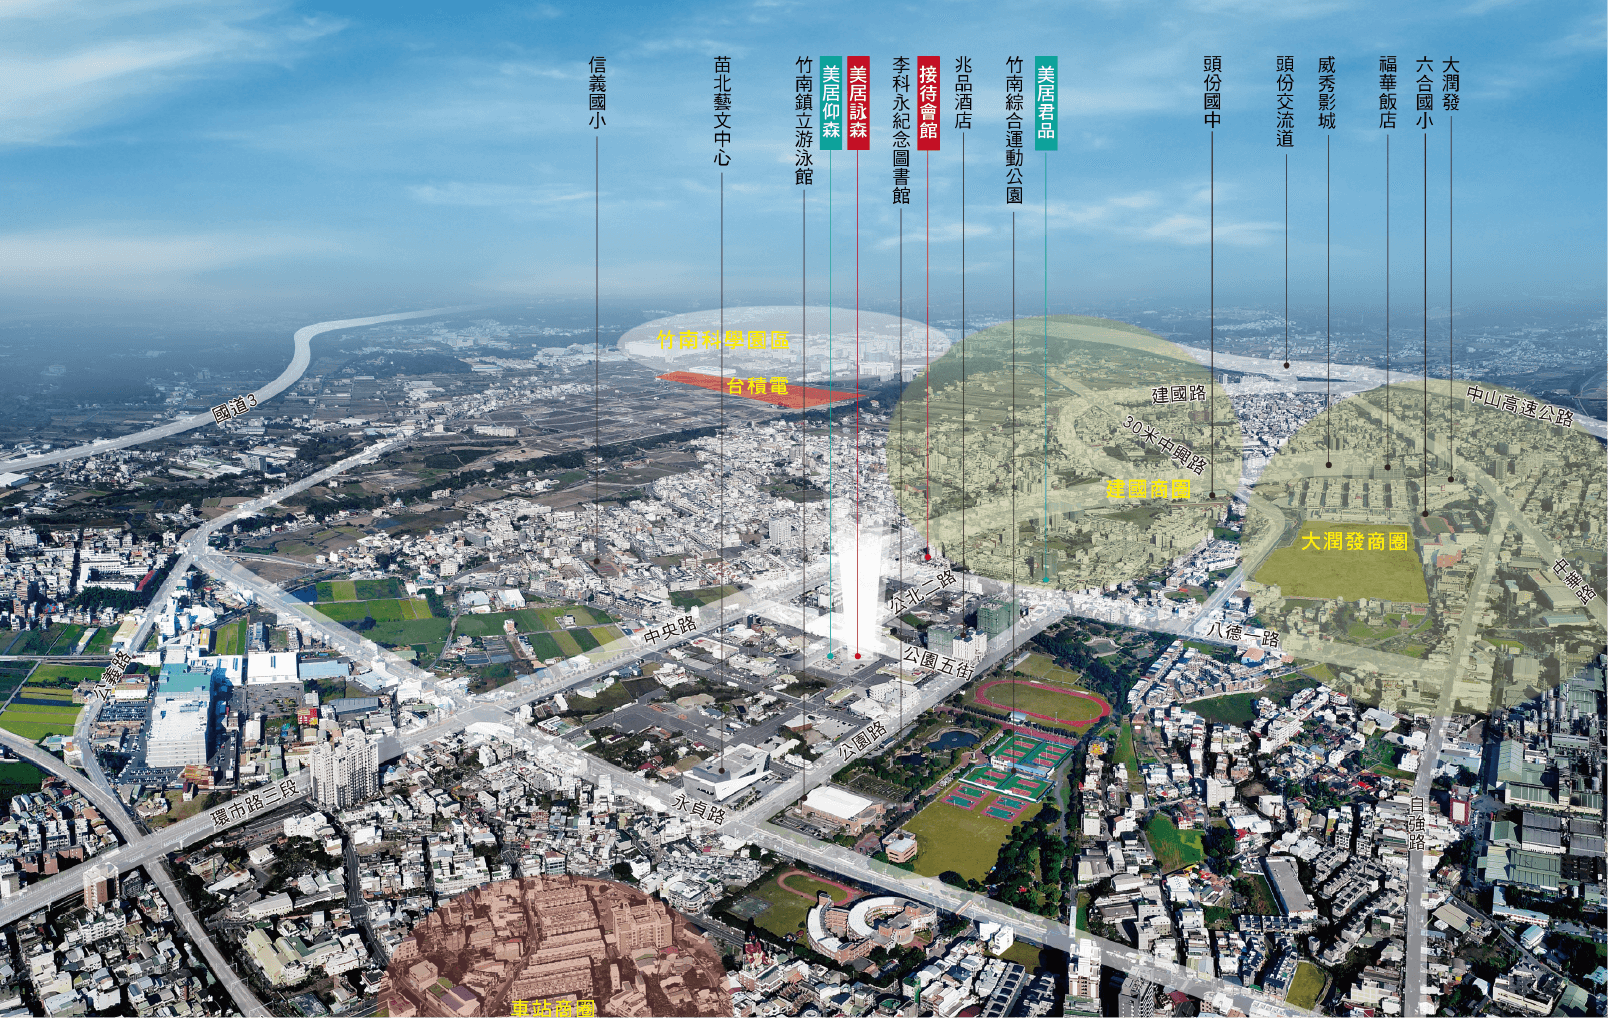 信義國小
苗北藝文中心
竹南鎮立游泳館
美居仰森
美居詠森
李科永紀念圖書館
接待會館
兆品酒店
竹南綜合運動公園
美居君品
頭份國中
頭份交流道
威秀影城
福華飯店
六合國小
大潤發
竹南科學園區
台積電
國道3
建國路
30米中興路
中山高速公路
建國商圈
大潤發商圈
中華路
公北二路
中央路
八德一路
公園五街
公義路
公園路
環市路三段
永貞路
自強路
車站商圈